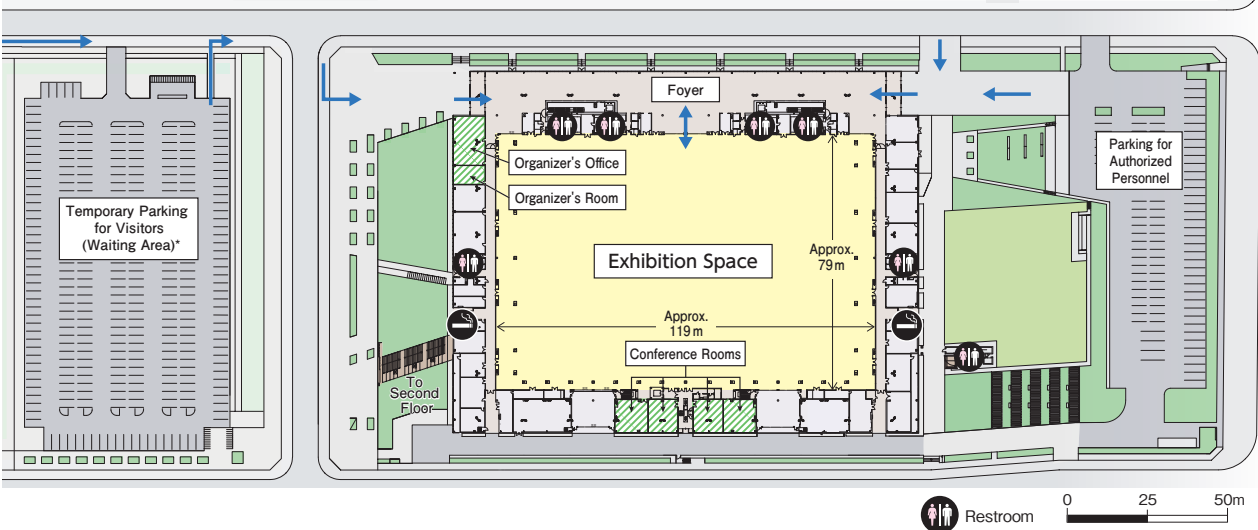 Foyer
Organizer's Office
Organizer's Room
Parking for
Authorized
Personnel
Temporary Parking
for Visitors
(Waiting Area)*
Exhibition Space
Approx.
79m
Approx.
119m
Conference Rooms
To
Second
Floor
Restroom
0 25 50m